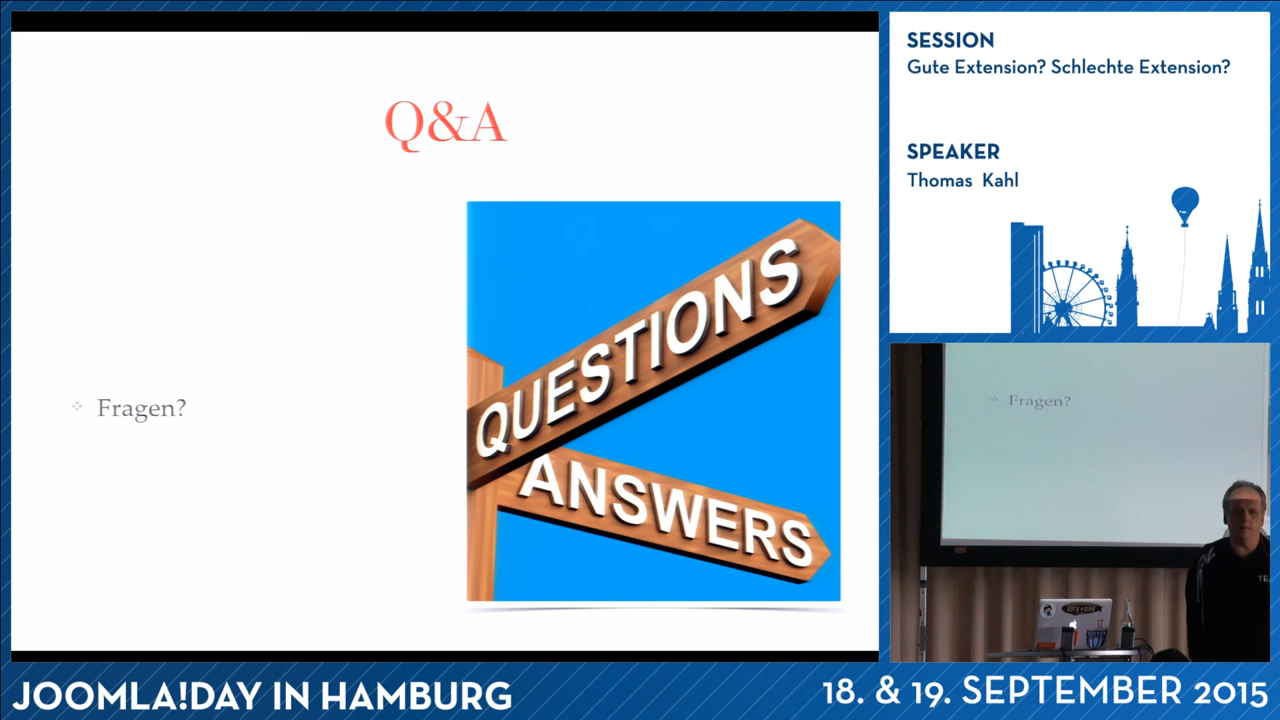 Q&A
Fragen?
QUESTIONS
ANSWERS
SESSION
Gute Extension? Schlechte Extension?
SPEAKER
Thomas Kahl
Fragen?
JOOMLA!DAY IN HAMBURG
18. & 19. SEPTEMBER 2015